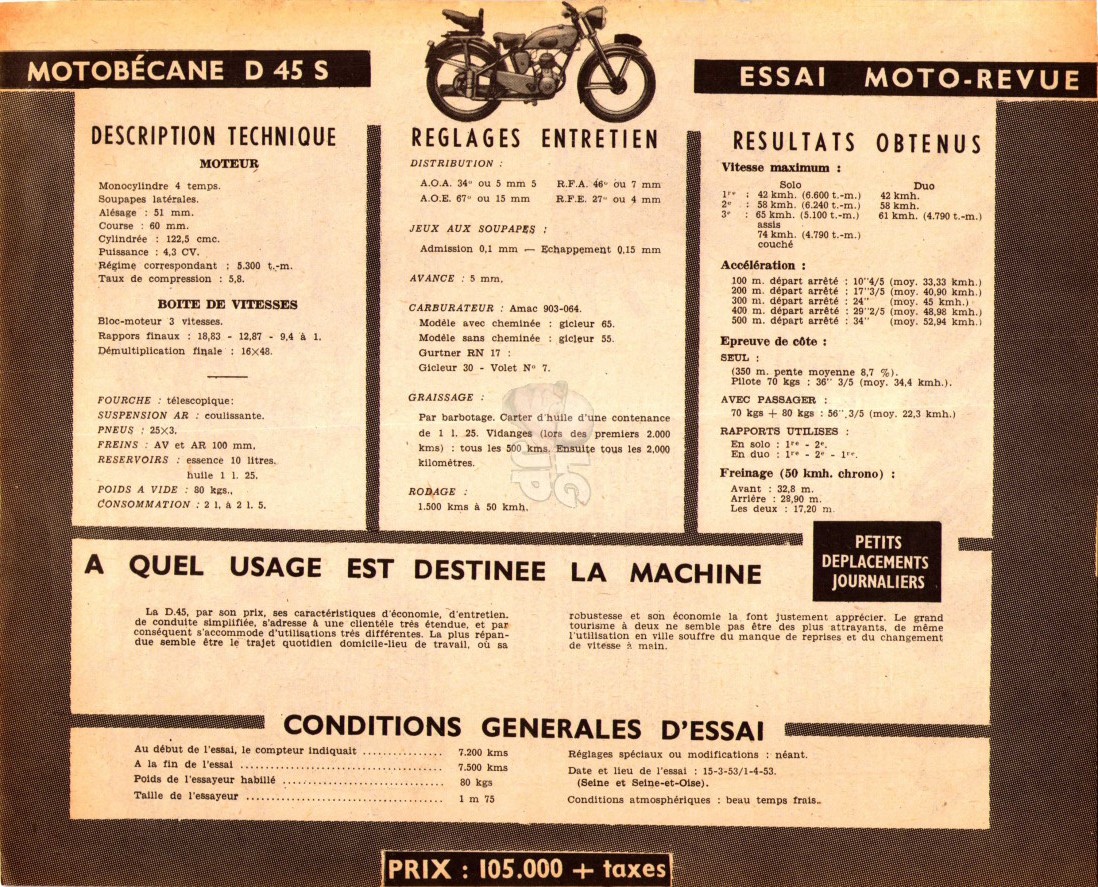 MOTOBÉCANE D 45 S
ESSAI MOTO-REVUE
DESCRIPTION TECHNIQUE
MOTEUR
Monocylindre 4 temps.
Soupapes latérales.
Alésage : 51 mm.
Course : 60 mm.
Cylindrée : 122,5 cmc.
Puissance : 4,3 CV.
Régime correspondant : 5.300 t.-m.
Taux de compression : 5,8.
BOITE DE VITESSES
Bloc-moteur 3 vitesses.
Rappors finaux : 18,83 - 12,87 - 9,4 à 1.
Démultiplication finale : 16×48.
FOURCHE : télescopique:
SUSPENSION AR : coulissante.
PNEUS : 25×3.
FREINS : AV et AR 100 mm.
RESERVOIRS : essence 10 litres.
huile 1 l. 25.
POIDS A VIDE : 80 kgs.,
CONSOMMATION : 2 l. à 2 l. 5.
REGLAGES ENTRETIEN
DISTRIBUTION :
A.O.A. 34° ou 5 mm 5 R.F.A. 46° ou 7 mm
A.O.E. 67° ou 15 mm R.F.E. 27° ou 4 mm
JEUX AUX SOUPAPES :
Admission 0,1 mm — Echappement 0,15 mm
AVANCE : 5 mm.
CARBURATEUR : Amac 903-064.
Modèle avec cheminée : gicleur 65.
Modèle sans cheminée : gicleur 55.
Gurtner RN 17 :
Gicleur 30 - Volet N° 7.
GRAISSAGE :
Par barbotage. Carter d'huile d'une contenance
de 1 l. 25. Vidanges (lors des premiers 2.000
kms) : tous les 500 kms. Ensuite tous les 2.000
kilomètres.
RODAGE :
1.500 kms à 50 kmh.
RESULTATS OBTENUS
Vitesse maximum :
Solo Duo
1re : 42 kmh. (6.600 t.-m.) 42 kmh.
2e : 58 kmh. (6.240 t.-m.) 58 kmh.
3e : 65 kmh. (5.100 t.-m.) 61 kmh. (4.790 t.-m.)
assis
74 kmh. (4.790 t.-m.)
couché
Accélération :
100 m. départ arrêté : 10"4/5 (moy. 33,33 kmh.)
200 m. départ arrêté : 17"3/5 (moy. 40,90 kmh.)
300 m. départ arrêté : 24" (moy. 45 kmh.)
400 m. départ arrêté : 29"2/5 (moy. 48,98 kmh.)
500 m. départ arrêté : 34" (moy. 52,94 kmh.)
Epreuve de côte :
SEUL :
(350 m. pente moyenne 8,7 %).
Pilote 70 kgs : 36" 3/5 (moy. 34,4 kmh.).
AVEC PASSAGER :
70 kgs + 80 kgs : 56" 3/5 (moy. 22,3 kmh.)
RAPPORTS UTILISES :
En solo : 1re - 2e.
En duo : 1re - 2e - 1re.
Freinage (50 kmh. chrono) :
Avant : 32,8 m.
Arrière : 28,90 m.
Les deux : 17,20 m.
LG
UP
PETITS
DEPLACEMENTS
JOURNALIERS
A QUEL USAGE EST DESTINEE LA MACHINE
La D.45, par son prix, ses caractéristiques d'économie, d'entretien,
de conduite simplifiée, s'adresse à une clientèle très étendue, et par
conséquent s'accommode d'utilisations très différentes. La plus répan-
due semble être le trajet quotidien domicile-lieu de travail, où sa
robustesse et son économie la font justement apprécier. Le grand
tourisme à deux ne semble pas être des plus attrayants, de même
l'utilisation en ville souffre du manque de reprises et du changement
de vitesse à main.
CONDITIONS GENERALES D'ESSAI
Au début de l'essai, le compteur indiquait ................ 7.200 kms
A la fin de l'essai ........................................ 7.500 kms
Poids de l'essayeur habillé ................................ 80 kgs
Taille de l'essayeur ....................................... 1 m 75
Réglages spéciaux ou modifications : néant.
Date et lieu de l'essai : 15-3-53/1-4-53.
(Seine et Seine-et-Oise).
Conditions atmosphériques : beau temps frais..
PRIX : 105.000 + taxes